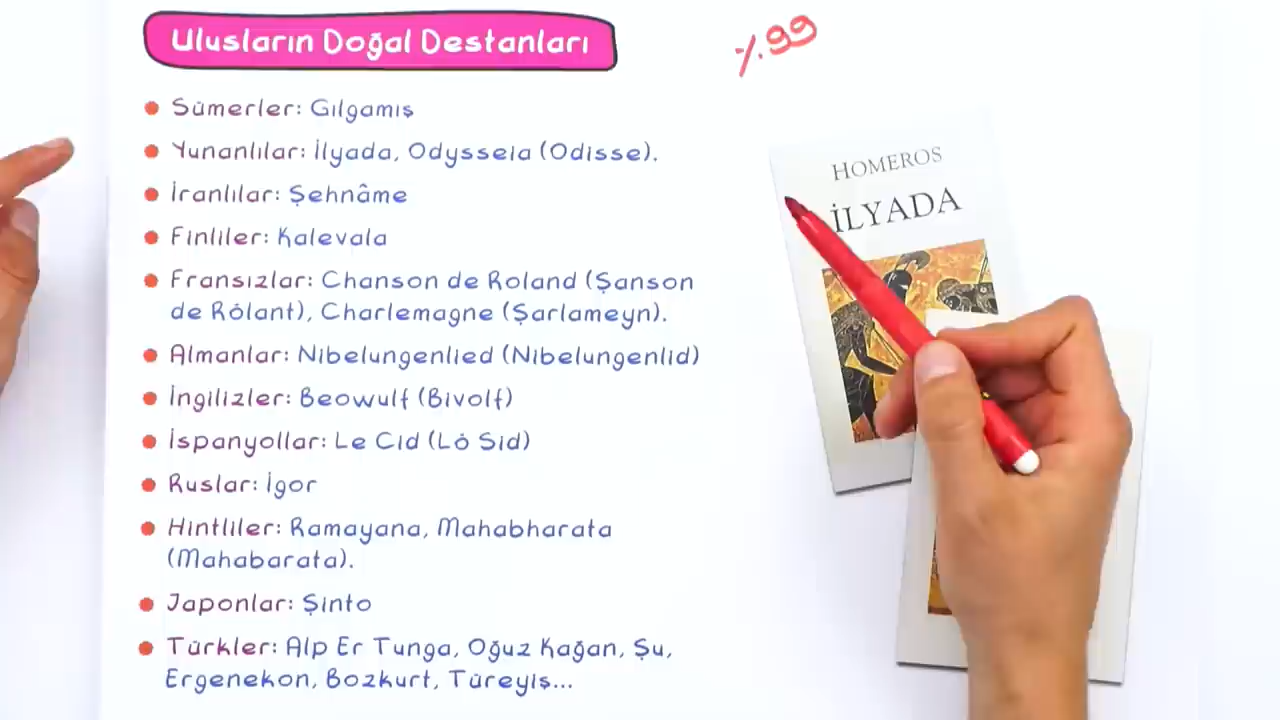 Ulusların Doğal Destanları
%.99
Sümerler: Gılgamış
Yunanlılar: İlyada, Odysseia (Odisse).
İranlılar: Şehnâme
Finliler: Kalevala
Fransızlar: Chanson de Roland (Şanson
de Rölant), Charlemagne (Şarlameyn).
Almanlar: Nibelungenlied (Nibelungenlid)
İngilizler: Beowulf (Bivolf)
İspanyollar: Le Cid (Lö Sid)
Ruslar: İgor
Hintliler: Ramayana, Mahabharata
(Mahabarata).
Japonlar: Şinto
Türkler: Alp Er Tunga, Oğuz Kağan, Şu,
Ergenekon, Bozkurt, Türeyiş...
HOMEROS
İLYADA